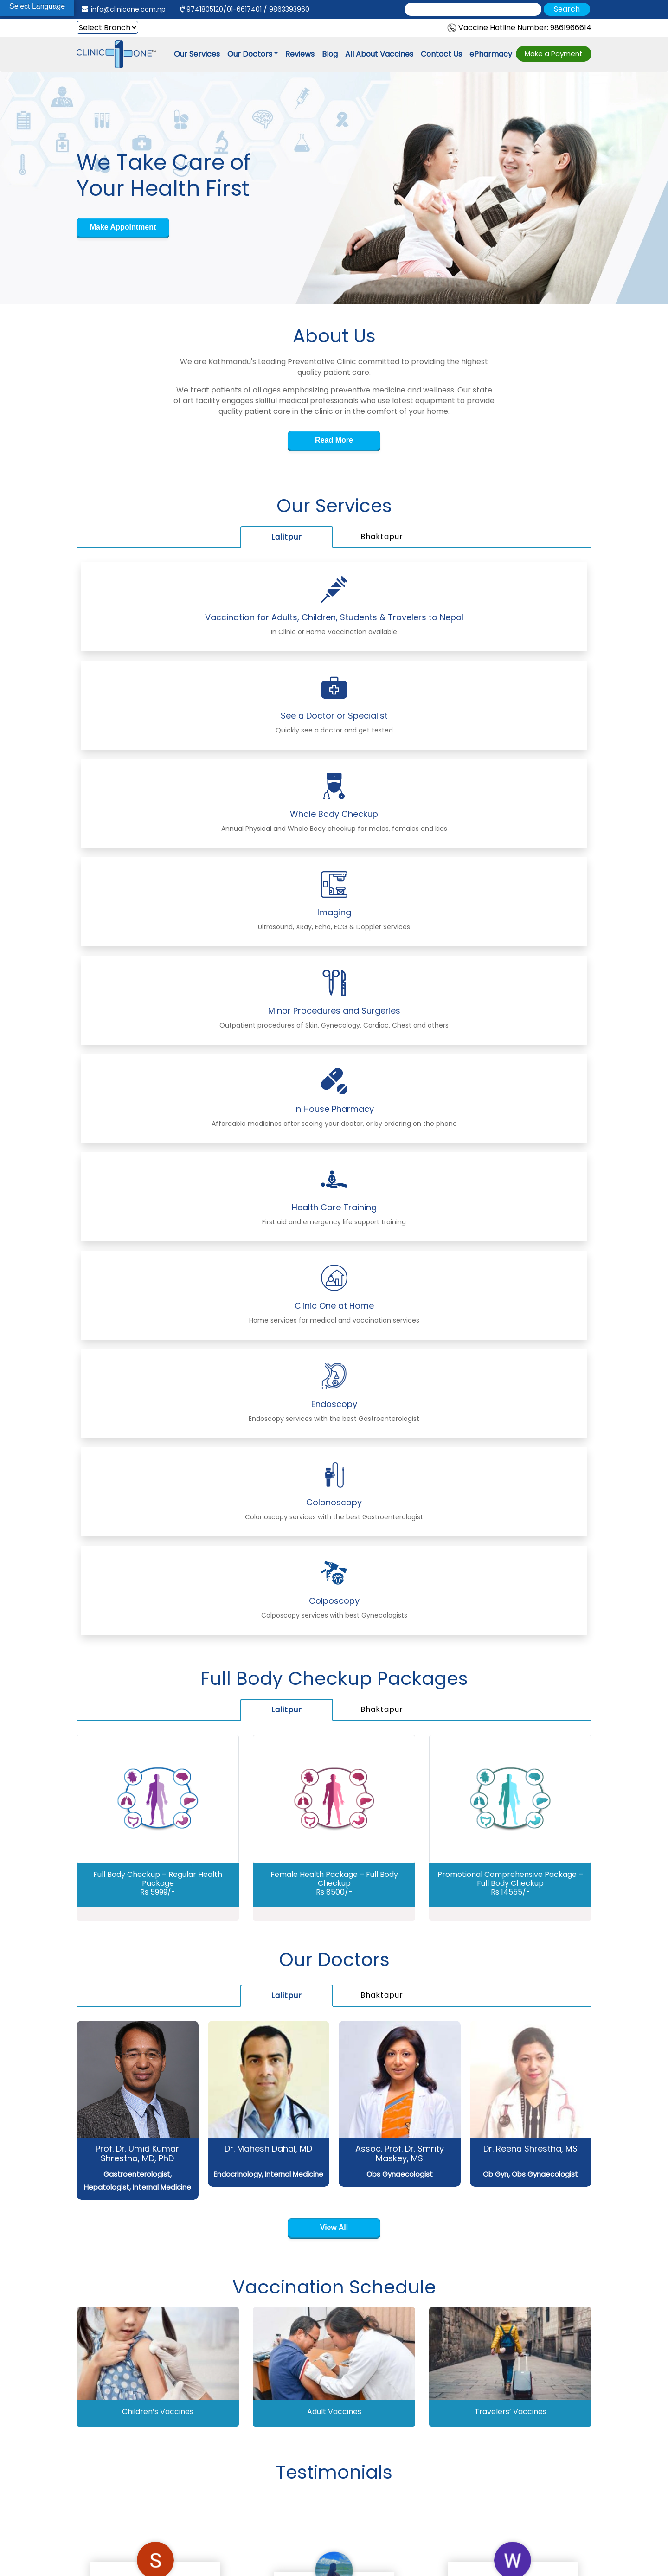 Select Language
info@clinicone.com.np
9741805120/01-6617401 / 9863393960
Search
Select Branch
Vaccine Hotline Number: 9861966614
CLINIC 1 ONE™
Our Services
Our Doctors
Reviews
Blog
All About Vaccines
Contact Us
ePharmacy
Make a Payment
We Take Care of
Your Health First
Make Appointment
About Us
We are Kathmandu's Leading Preventative Clinic committed to providing the highest
quality patient care.
We treat patients of all ages emphasizing preventive medicine and wellness. Our state
of art facility engages skillful medical professionals who use latest equipment to provide
quality patient care in the clinic or in the comfort of your home.
Read More
Our Services
Lalitpur
Bhaktapur
Vaccination for Adults, Children, Students & Travelers to Nepal
In Clinic or Home Vaccination available
See a Doctor or Specialist
Quickly see a doctor and get tested
Whole Body Checkup
Annual Physical and Whole Body checkup for males, females and kids
Imaging
Ultrasound, XRay, Echo, ECG & Doppler Services
Minor Procedures and Surgeries
Outpatient procedures of Skin, Gynecology, Cardiac, Chest and others
In House Pharmacy
Affordable medicines after seeing your doctor, or by ordering on the phone
Health Care Training
First aid and emergency life support training
Clinic One at Home
Home services for medical and vaccination services
Endoscopy
Endoscopy services with the best Gastroenterologist
Colonoscopy
Colonoscopy services with the best Gastroenterologist
Colposcopy
Colposcopy services with best Gynecologists
Full Body Checkup Packages
Lalitpur
Bhaktapur
Full Body Checkup – Regular Health
Package
Rs 5999/-
Female Health Package – Full Body
Checkup
Rs 8500/-
Promotional Comprehensive Package –
Full Body Checkup
Rs 14555/-
Our Doctors
Lalitpur
Bhaktapur
Prof. Dr. Umid Kumar
Shrestha, MD, PhD
Gastroenterologist,
Hepatologist, Internal Medicine
Dr. Mahesh Dahal, MD
Endocrinology, Internal Medicine
Assoc. Prof. Dr. Smrity
Maskey, MS
Obs Gynaecologist
Dr. Reena Shrestha, MS
Ob Gyn, Obs Gynaecologist
View All
Vaccination Schedule
Children's Vaccines
Adult Vaccines
Travelers' Vaccines
Testimonials
S
W